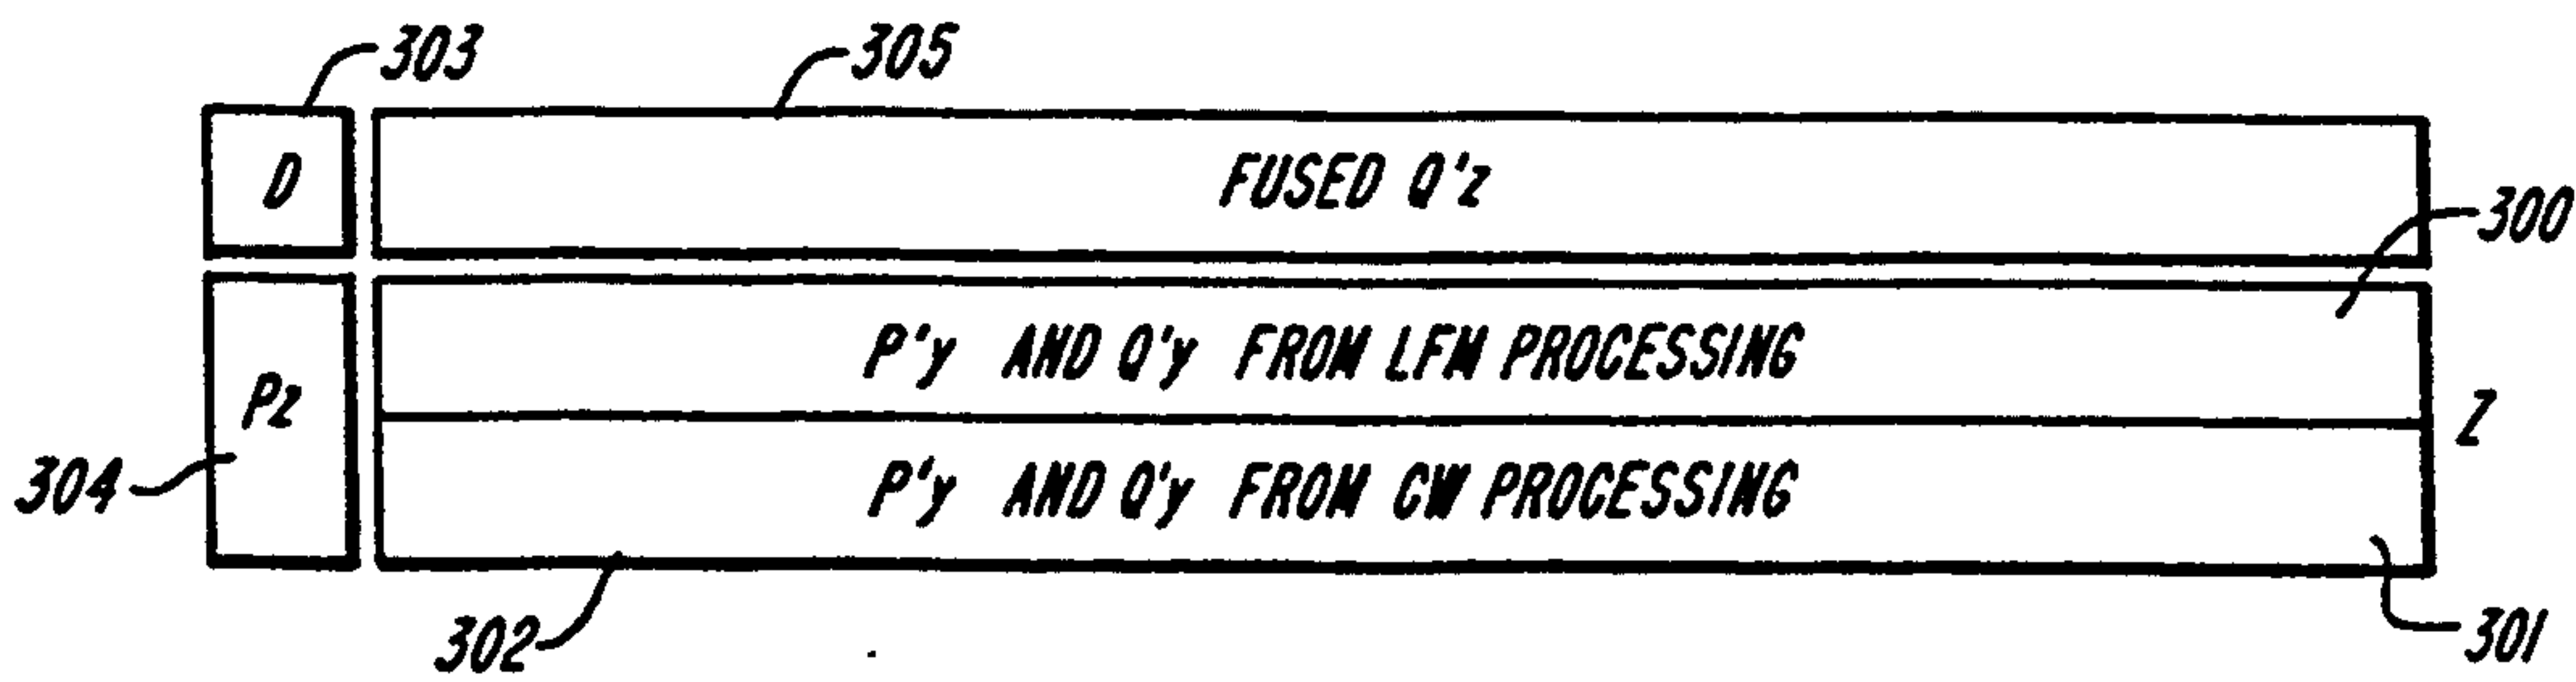 303
305
D
FUSED Q'z
300
P'y AND Q'y FROM LFM PROCESSING
Pz
Z
304
P'y AND Q'y FROM CW PROCESSING
302
301